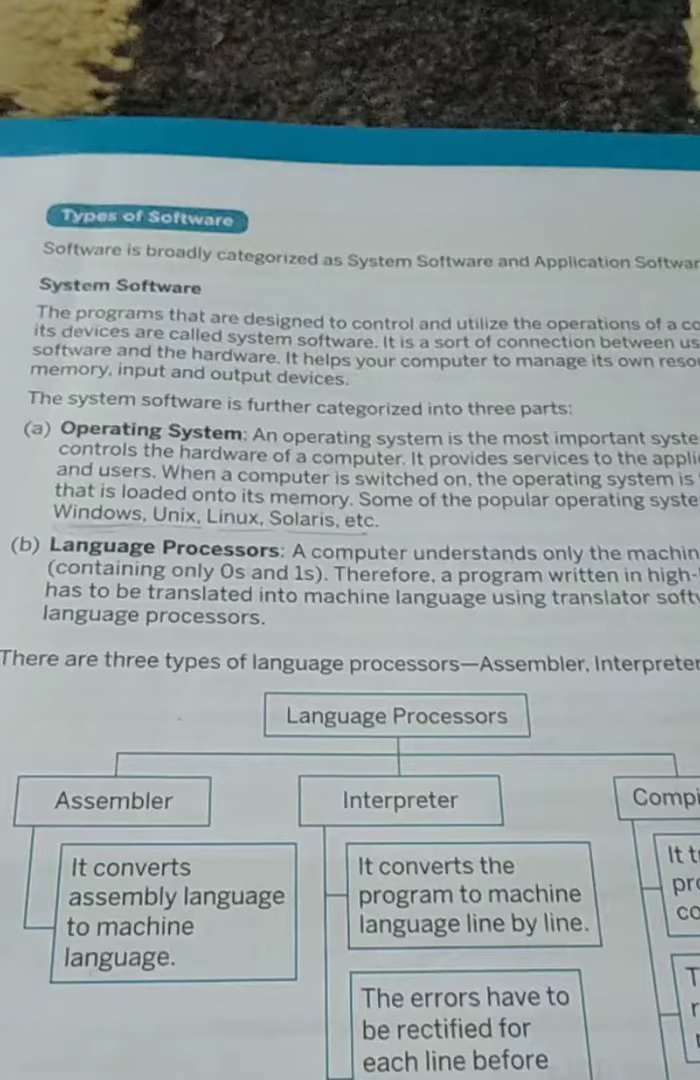 Types of Software
Software is broadly categorized as System Software and Application Softwar
System Software
The programs that are designed to control and utilize the operations of a co
its devices are called system software. It is a sort of connection between us
software and the hardware. It helps your computer to manage its own reso
memory, input and output devices.
The system software is further categorized into three parts:
(a) Operating System: An operating system is the most important syste
controls the hardware of a computer. It provides services to the appli
and users. When a computer is switched on, the operating system is
that is loaded onto its memory. Some of the popular operating syste
Windows, Unix, Linux, Solaris, etc.
(b) Language Processors: A computer understands only the machin
(containing only 0s and 1s). Therefore, a program written in high-
has to be translated into machine language using translator soft
language processors.
There are three types of language processors—Assembler, Interpreter
Language Processors
Assembler
Interpreter
Compi
It converts
assembly language
to machine
language.
It converts the
program to machine
language line by line.
The errors have to
be rectified for
each line before
It t
pro
co
T
r